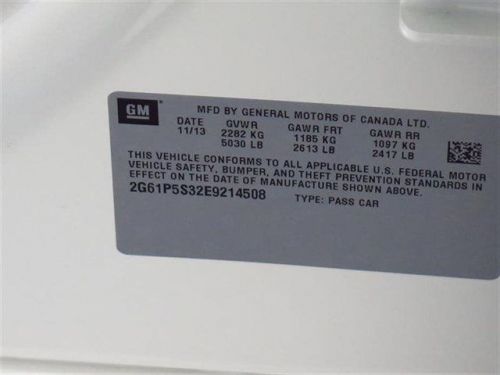 GM
MFD BY GENERAL MOTORS OF CANADA LTD.
DATE GVWR GAWR FRT GAWR RR
11/13 2282 KG 1185 KG 1097 KG
5030 LB 2613 LB 2417 LB
THIS VEHICLE CONFORMS TO ALL APPLICABLE U.S. FEDERAL MOTOR
VEHICLE SAFETY, BUMPER, AND THEFT PREVENTION STANDARDS IN
EFFECT ON THE DATE OF MANUFACTURE SHOWN ABOVE.
2G61P5S32E9214508 TYPE: PASS CAR